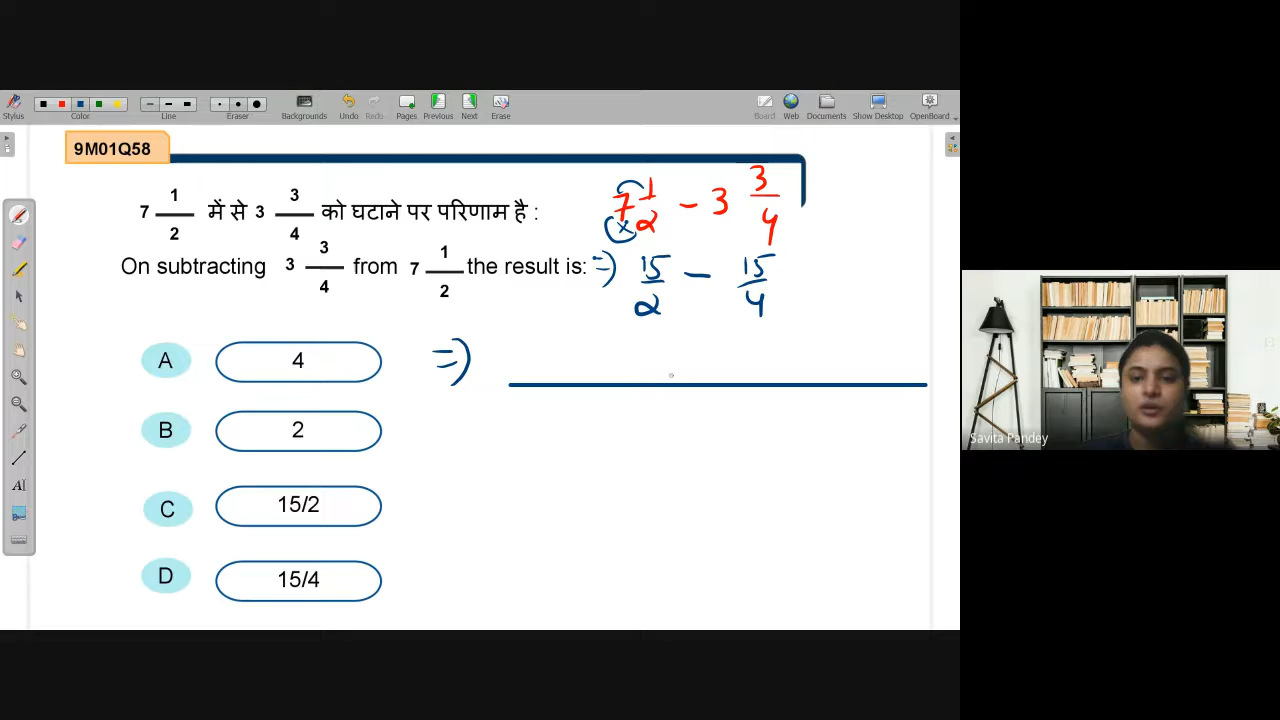 Stylus Color Line Eraser Backgrounds Undo Redo Pages Previous Next Erase Board Web Documents Show Desktop OpenBoard
9M01Q58
7 1/2 में से 3 3/4 को घटाने पर परिणाम है :
7 1/2 - 3 3/4
On subtracting 3 3/4 from 7 1/2 the result is:
=) 15/2 - 15/4
A 4
=)
B 2
C 15/2
D 15/4
Savita Pandey